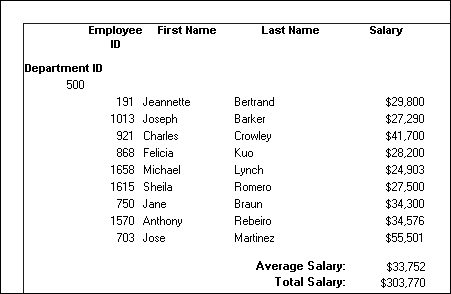 Employee ID First Name Last Name Salary
Department ID
500
191 Jeannette Bertrand $29,800
1013 Joseph Barker $27,290
921 Charles Crowley $41,700
868 Felicia Kuo $28,200
1658 Michael Lynch $24,903
1615 Sheila Romero $27,500
750 Jane Braun $34,300
1570 Anthony Rebeiro $34,576
703 Jose Martinez $55,501
Average Salary: $33,752
Total Salary: $303,770